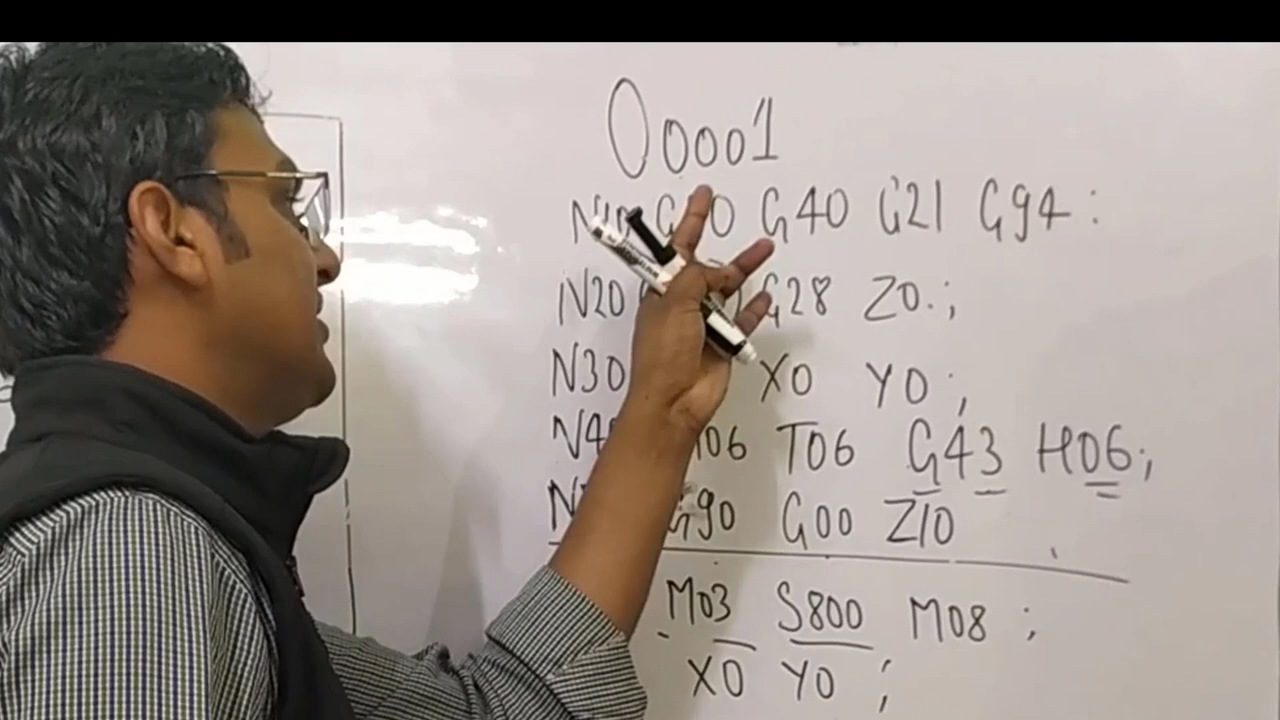 O0001
N10 G40 G21 G94 :
N20 G28 Z0.;
N30 X0 Y0 ;
T06 G43 H06;
G90 G00 Z10
M03 S800 M08 ;
X0 Y0 ;